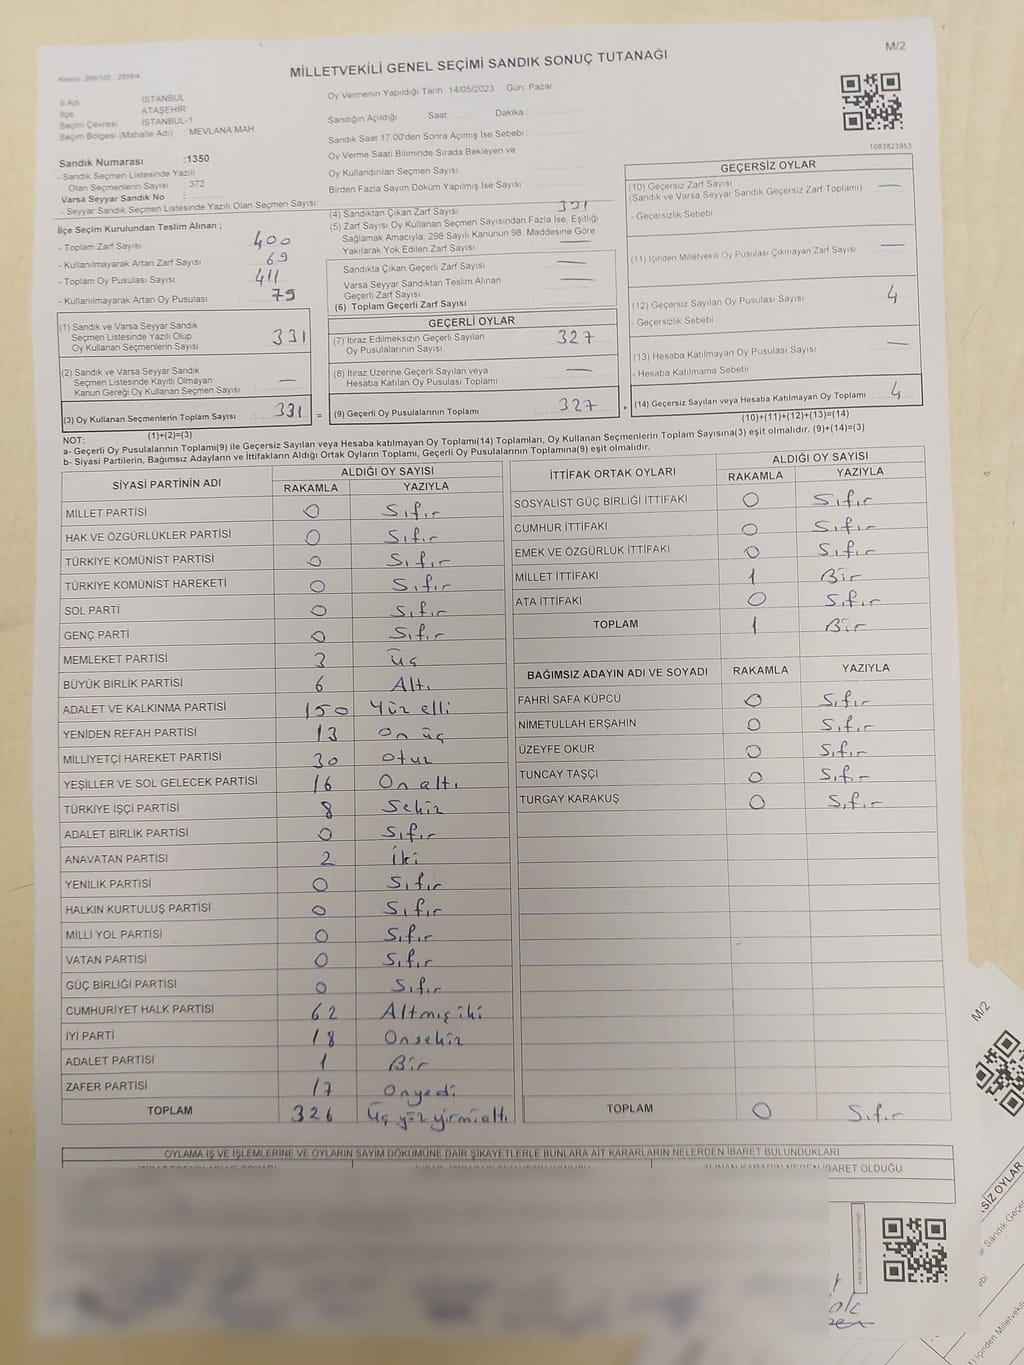 M/2
MİLLETVEKİLİ GENEL SEÇİMİ SANDIK SONUÇ TUTANAĞI
İl Adı : İSTANBUL
İlçe : ATAŞEHİR
Seçim Çevresi : İSTANBUL-1
Seçim Bölgesi (Mahalle Adı) : MEVLANA MAH
Sandık Numarası :1350
- Sandık Seçmen Listesinde Yazılı
Olan Seçmenlerin Sayısı : 372
Varsa Seyyar Sandık No :
- Seyyar Sandık Seçmen Listesinde Yazılı Olan Seçmen Sayısı:
İlçe Seçim Kurulundan Teslim Alınan ;
- Toplam Zarf Sayısı : 400
- Kullanılmayarak Artan Zarf Sayısı : 69
- Toplam Oy Pusulası Sayısı : 411
- Kullanılmayarak Artan Oy Pusulası : 79
Oy Vermenin Yapıldığı Tarih : 14/05/2023 Gün: Pazar
Sandığın Açıldığı Saat: Dakika :
Sandık Saat 17:00'den Sonra Açımış İse Sebebi :
Oy Verme Saati Bitiminde Sırada Bekleyen ve
Oy Kullandırılan Seçmen Sayısı :
Birden Fazla Sayım Döküm Yapılmış İse Sayısı :
(4) Sandıktan Çıkan Zarf Sayısı : 331
(5) Zarf Sayısı Oy Kullanan Seçmen Sayısından Fazla İse, Eşitliği
Sağlamak Amacıyla; 298 Sayılı Kanunun 98. Maddesine Göre
Yakılarak Yok Edilen Zarf Sayısı : —
Sandıkta Çıkan Geçerli Zarf Sayısı : —
Varsa Seyyar Sandıktan Teslim Alınan
Geçerli Zarf Sayısı : —
(6) Toplam Geçerli Zarf Sayısı
1083823953
GEÇERSİZ OYLAR
(10) Geçersiz Zarf Sayısı : —
(Sandık ve Varsa Seyyar Sandık Geçersiz Zarf Toplamı)
- Geçersizlik Sebebi :
(11) İçinden Milletvekili Oy Pusulası Çıkmayan Zarf Sayısı : —
(12) Geçersiz Sayılan Oy Pusulası Sayısı : 4
- Geçersizlik Sebebi :
(13) Hesaba Katılmayan Oy Pusulası Sayısı : —
- Hesaba Katılmama Sebebi :
(14) Geçersiz Sayılan veya Hesaba Katılmayan Oy Toplamı : 4
(10)+(11)+(12)+(13)=(14)
(1) Sandık ve Varsa Seyyar Sandık
Seçmen Listesinde Yazılı Olup
Oy Kullanan Seçmenlerin Sayısı : 331
(2) Sandık ve Varsa Seyyar Sandık
Seçmen Listesinde Kayıtlı Olmayan
Kanun Gereği Oy Kullanan Seçmen Sayısı : —
(3) Oy Kullanan Seçmenlerin Toplam Sayısı : 331 =
(1)+(2)=(3)
GEÇERLİ OYLAR
(7) İtiraz Edilmeksizin Geçerli Sayılan
Oy Pusulalarının Sayısı : 327
(8) İtiraz Üzerine Geçerli Sayılan veya
Hesaba Katılan Oy Pusulası Toplamı : —
(9) Geçerli Oy Pusulalarının Toplamı : 327 +
NOT:
a- Geçerli Oy Pusulalarının Toplamı(9) ile Geçersiz Sayılan veya Hesaba katılmayan Oy Toplamı(14) Toplamları, Oy Kullanan Seçmenlerin Toplam Sayısına(3) eşit olmalıdır. (9)+(14)=(3)
b- Siyasi Partilerin, Bağımsız Adayların ve İttifakların Aldığı Ortak Oyların Toplamı, Geçerli Oy Pusulalarının Toplamına(9) eşit olmalıdır.
SİYASİ PARTİNİN ADI ALDIĞI OY SAYISI
RAKAMLA YAZIYLA
MİLLET PARTİSİ 0 Sıfır
HAK VE ÖZGÜRLÜKLER PARTİSİ 0 Sıfır
TÜRKİYE KOMÜNİST PARTİSİ 0 Sıfır
TÜRKİYE KOMÜNİST HAREKETİ 0 Sıfır
SOL PARTİ 0 Sıfır
GENÇ PARTİ 0 Sıfır
MEMLEKET PARTİSİ 3 üç
BÜYÜK BİRLİK PARTİSİ 6 Altı
ADALET VE KALKINMA PARTİSİ 150 Yüz elli
YENİDEN REFAH PARTİSİ 13 On üç
MİLLİYETÇİ HAREKET PARTİSİ 30 otuz
YEŞİLLER VE SOL GELECEK PARTİSİ 16 On altı
TÜRKİYE İŞÇİ PARTİSİ 8 Sekiz
ADALET BİRLİK PARTİSİ 0 Sıfır
ANAVATAN PARTİSİ 2 iki
YENİLİK PARTİSİ 0 Sıfır
HALKIN KURTULUŞ PARTİSİ 0 Sıfır
MİLLİ YOL PARTİSİ 0 Sıfır
VATAN PARTİSİ 0 Sıfır
GÜÇ BİRLİĞİ PARTİSİ 0 Sıfır
CUMHURİYET HALK PARTİSİ 62 Altmış iki
İYİ PARTİ 18 Onsekiz
ADALET PARTİSİ 1 Bir
ZAFER PARTİSİ 17 Onyedi
TOPLAM 326 üç yüz yirmi altı
İTTİFAK ORTAK OYLARI ALDIĞI OY SAYISI
RAKAMLA YAZIYLA
SOSYALİST GÜÇ BİRLİĞİ İTTİFAKI 0 Sıfır
CUMHUR İTTİFAKI 0 Sıfır
EMEK VE ÖZGÜRLÜK İTTİFAKI 0 Sıfır
MİLLET İTTİFAKI 1 Bir
ATA İTTİFAKI 0 Sıfır
TOPLAM 1 Bir
BAĞIMSIZ ADAYIN ADI VE SOYADI RAKAMLA YAZIYLA
FAHRİ SAFA KÜPCÜ 0 Sıfır
NİMETULLAH ERŞAHİN 0 Sıfır
ÜZEYFE OKUR 0 Sıfır
TUNCAY TAŞÇI 0 Sıfır
TURGAY KARAKUŞ 0 Sıfır
TOPLAM 0 Sıfır
OYLAMA İŞ VE İŞLEMLERİNE VE OYLARIN SAYIM DÖKÜMÜNE DAİR ŞİKAYETLERLE BUNLARA AİT KARARLARIN NELERDEN İBARET BULUNDUKLARI
İBARET OLDUĞU
M/2
SİZ OYLAR